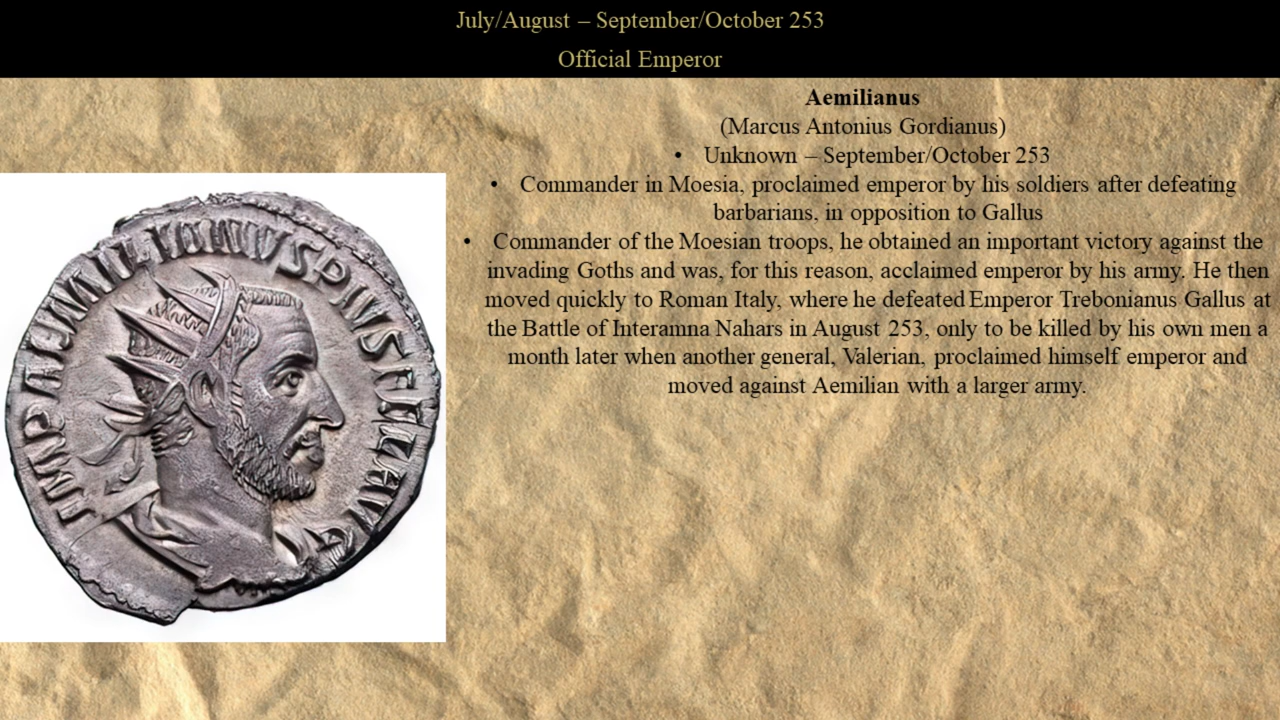 July/August – September/October 253
Official Emperor
Aemilianus
(Marcus Antonius Gordianus)
• Unknown – September/October 253
• Commander in Moesia, proclaimed emperor by his soldiers after defeating
barbarians, in opposition to Gallus
• Commander of the Moesian troops, he obtained an important victory against the
invading Goths and was, for this reason, acclaimed emperor by his army. He then
moved quickly to Roman Italy, where he defeated Emperor Trebonianus Gallus at
the Battle of Interamna Nahars in August 253, only to be killed by his own men a
month later when another general, Valerian, proclaimed himself emperor and
moved against Aemilian with a larger army.
IMP AEMILIANVS PIVS FEL AVG